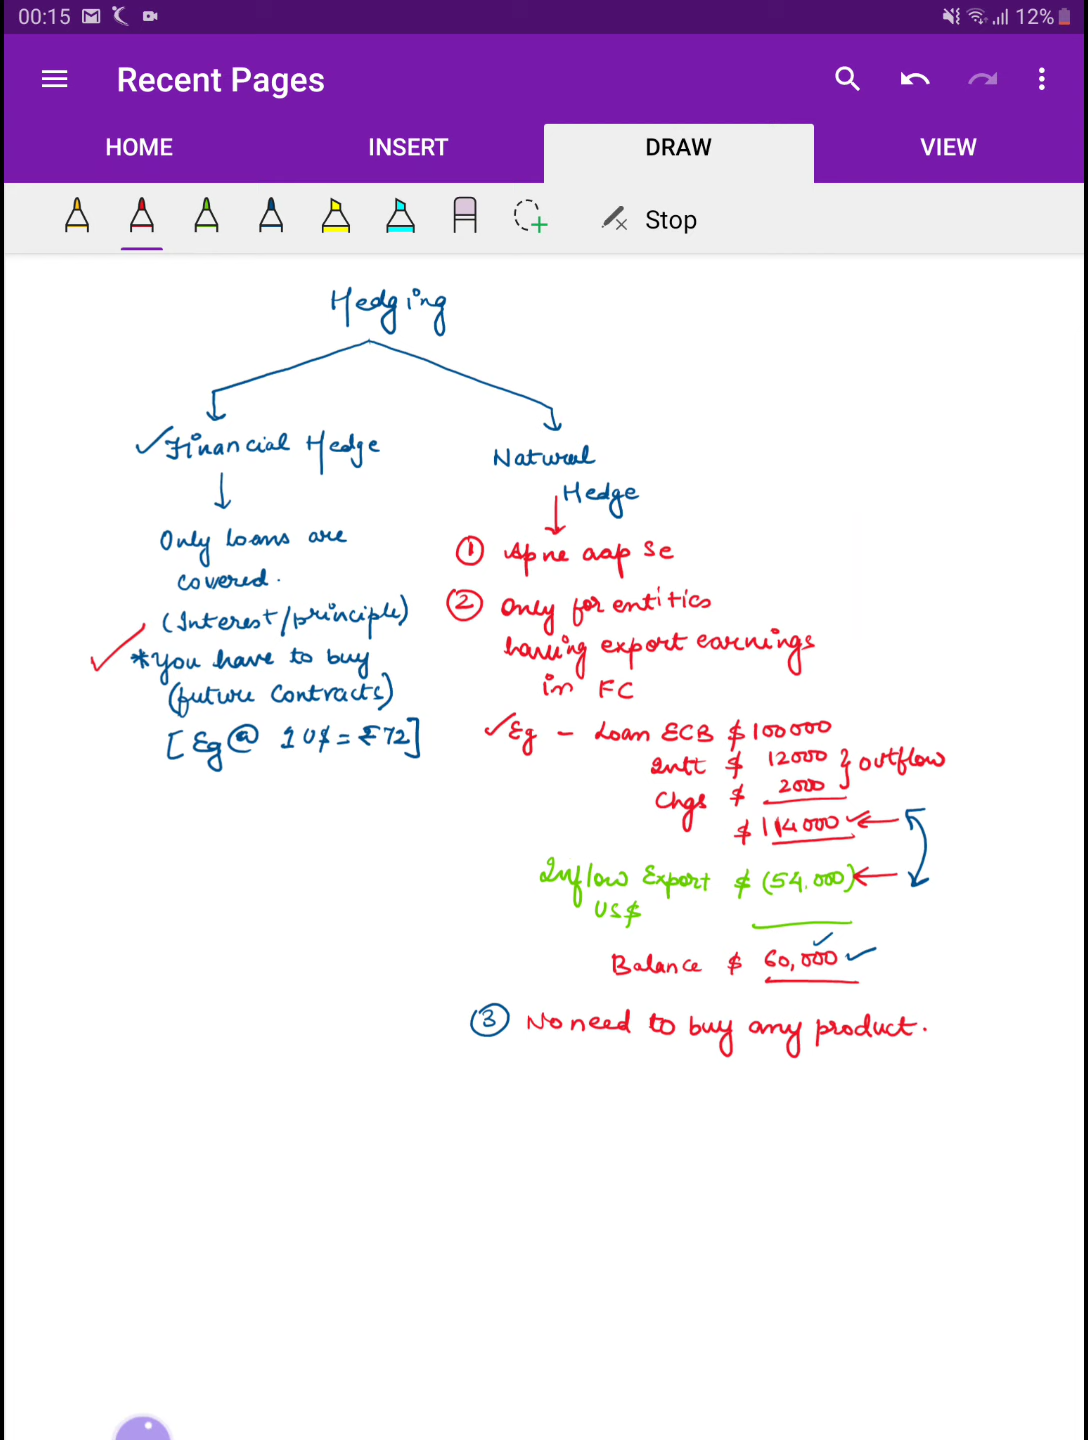 00:15
12%
Recent Pages
HOME INSERT DRAW VIEW
Stop
Hedging
Financial Hedge
Only loans are
covered.
(Interest/principle)
*You have to buy
(future contracts)
[Eg@ 10$=₹72]
Natural
Hedge
① Apne aap se
② Only for entitics
having export earnings
in FC
Eg - Loan ECB $100000
Intt $ 12000 } outflow
Chgs $ 2000
$ 114000
Inflow Export $ (54,000)
US$
Balance $ 60,000
③ No need to buy any product.